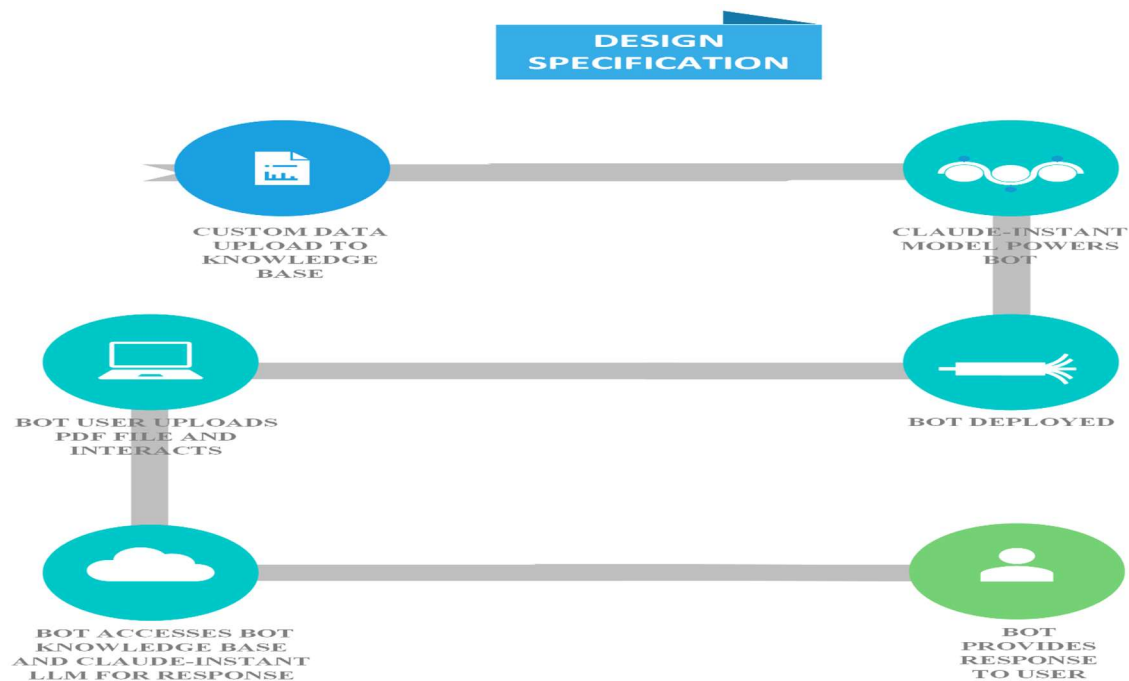 DESIGN
SPECIFICATION
CUSTOM DATA
UPLOAD TO
KNOWLEDGE
BASE
CLAUDE-INSTANT
MODEL POWERS
BOT
BOT USER UPLOADS
PDF FILE AND
INTERACTS
BOT DEPLOYED
BOT ACCESSES BOT
KNOWLEDGE BASE
AND CLAUDE-INSTANT
LLM FOR RESPONSE
BOT
PROVIDES
RESPONSE
TO USER